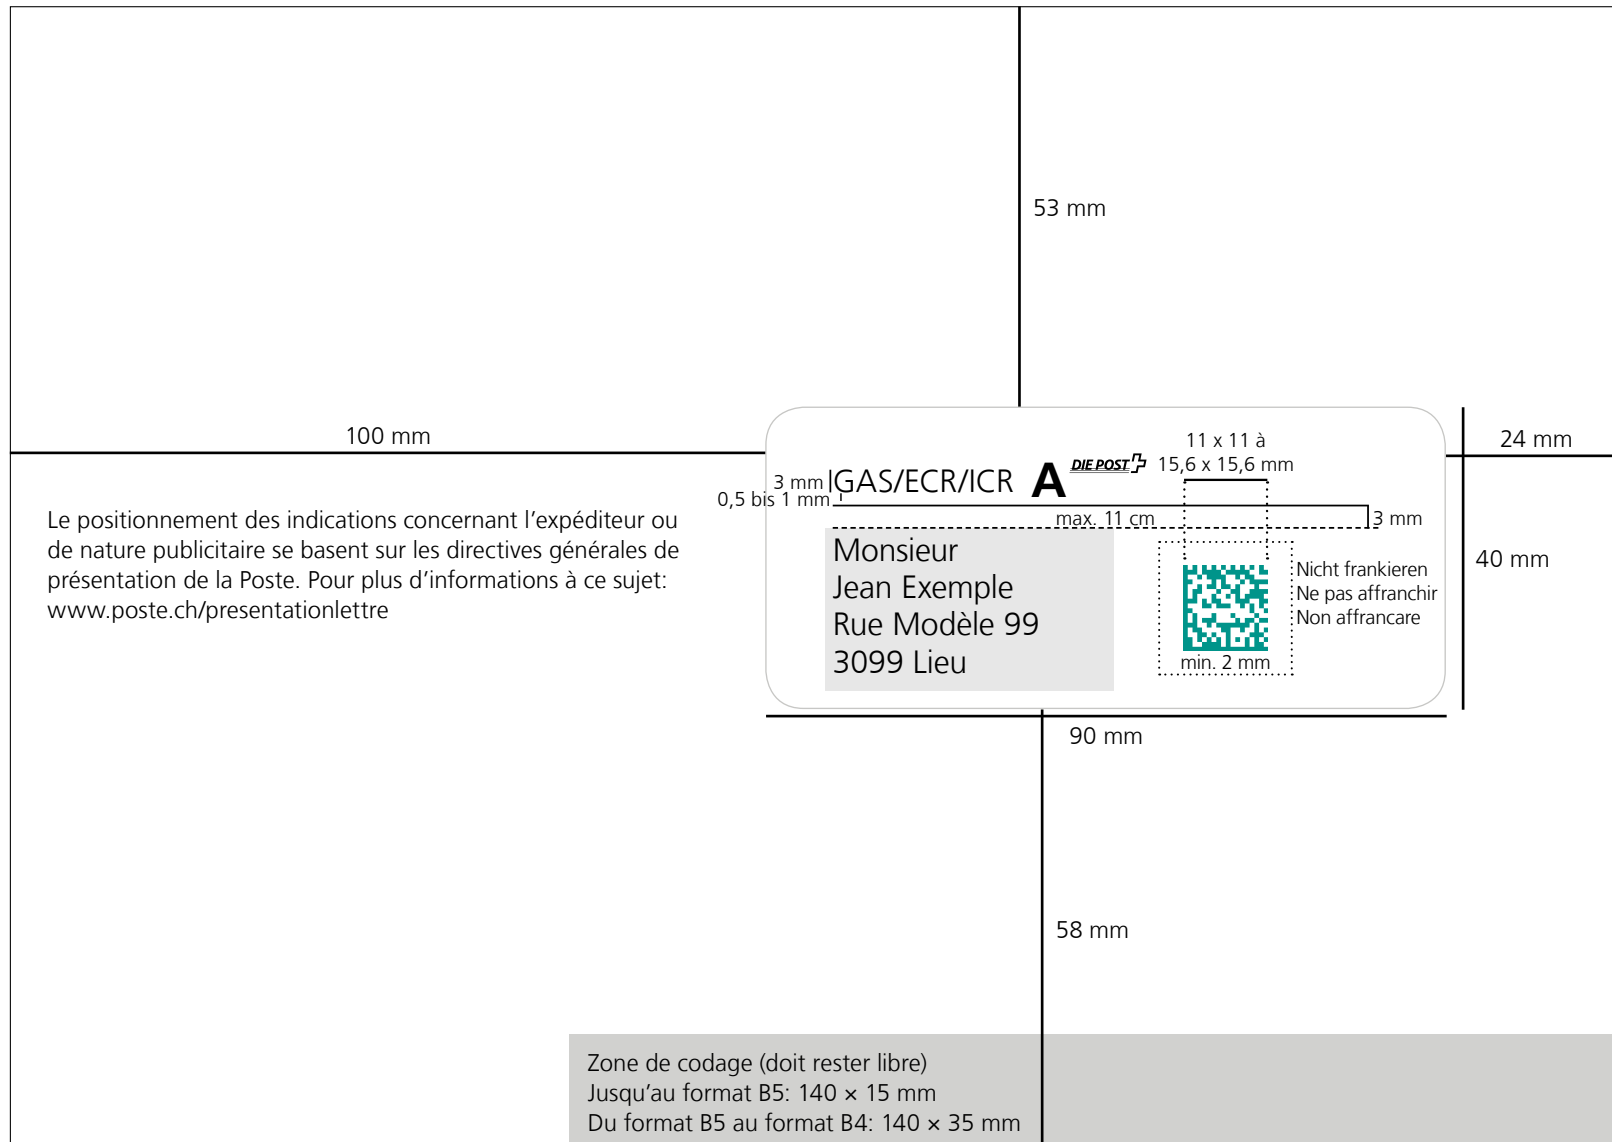 53 mm
100 mm
24 mm
11 x 11 à
15,6 x 15,6 mm
DIE POST
3 mm
GAS/ECR/ICR A
0,5 bis 1 mm
max. 11 cm
3 mm
Le positionnement des indications concernant l'expéditeur ou
de nature publicitaire se basent sur les directives générales de
présentation de la Poste. Pour plus d'informations à ce sujet:
www.poste.ch/presentationlettre
Monsieur
Jean Exemple
Rue Modèle 99
3099 Lieu
Nicht frankieren
Ne pas affranchir
Non affrancare
min. 2 mm
40 mm
90 mm
58 mm
Zone de codage (doit rester libre)
Jusqu'au format B5: 140 × 15 mm
Du format B5 au format B4: 140 × 35 mm